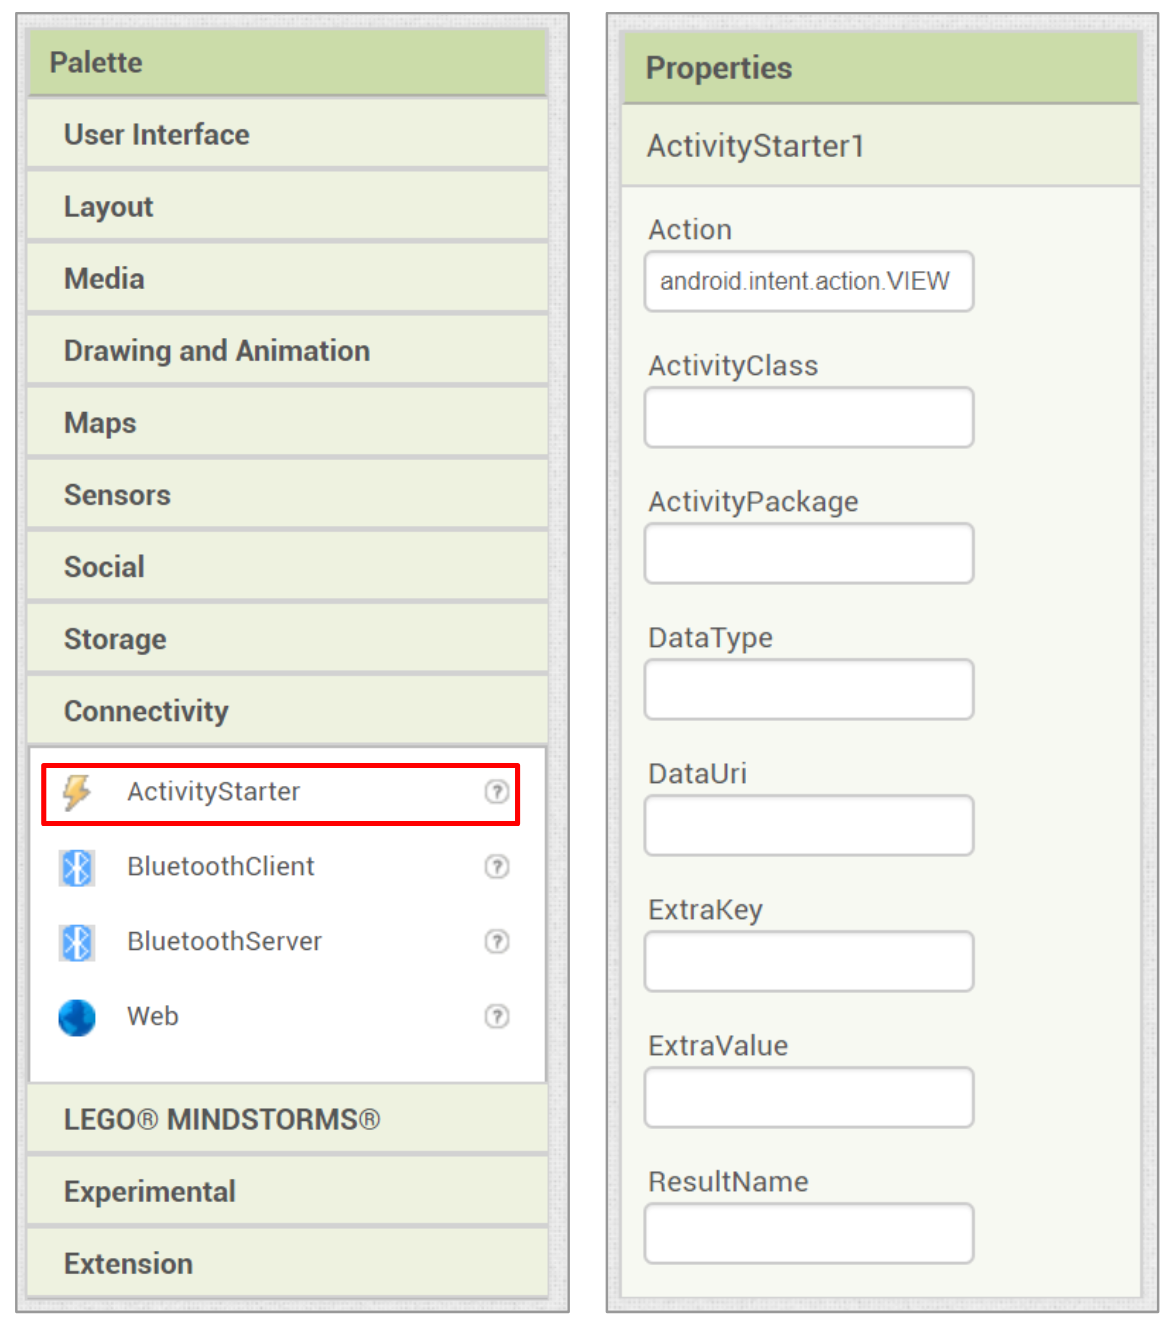 Palette
User Interface
Layout
Media
Drawing and Animation
Maps
Sensors
Social
Storage
Connectivity
ActivityStarter ?
BluetoothClient ?
BluetoothServer ?
Web ?
LEGO® MINDSTORMS®
Experimental
Extension
Properties
ActivityStarter1
Action
android.intent.action.VIEW
ActivityClass
ActivityPackage
DataType
DataUri
ExtraKey
ExtraValue
ResultName